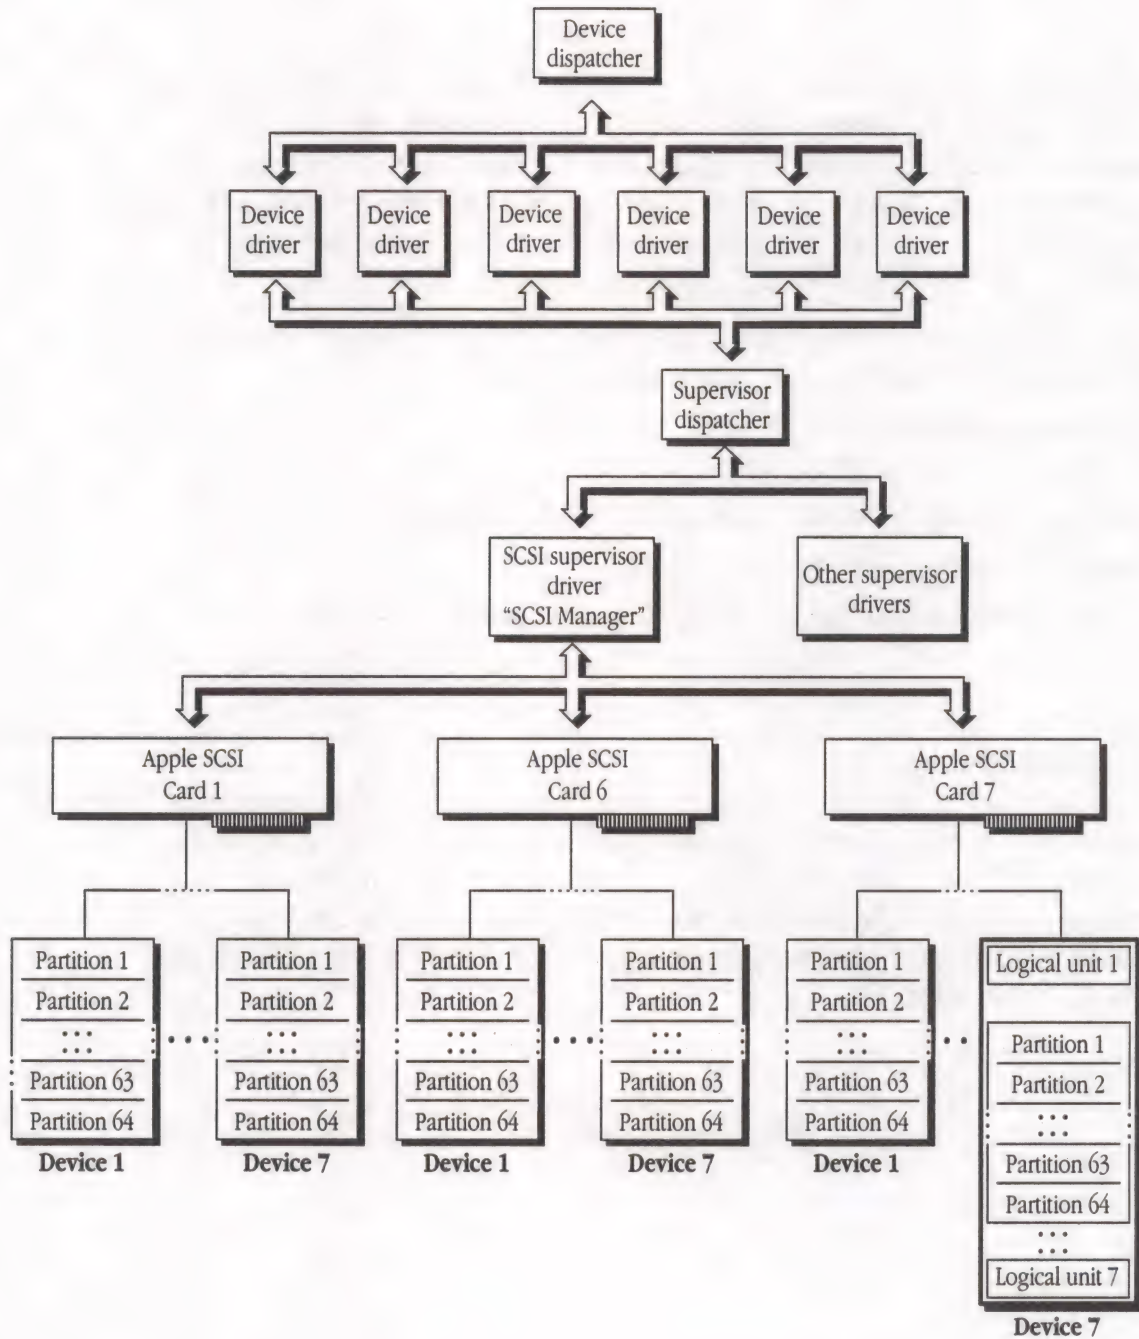 Device
dispatcher
Device
driver
Device
driver
Device
driver
Device
driver
Device
driver
Device
driver
Supervisor
dispatcher
SCSI supervisor
driver
“SCSI Manager”
Other supervisor
drivers
Apple SCSI
Card 1
Apple SCSI
Card 6
Apple SCSI
Card 7
Partition 1
Partition 2
Partition 63
Partition 64
Device 1
Partition 1
Partition 2
Partition 63
Partition 64
Device 7
Partition 1
Partition 2
Partition 63
Partition 64
Device 1
Partition 1
Partition 2
Partition 63
Partition 64
Device 7
Partition 1
Partition 2
Partition 63
Partition 64
Device 1
Logical unit 1
Partition 1
Partition 2
Partition 63
Partition 64
Logical unit 7
Device 7